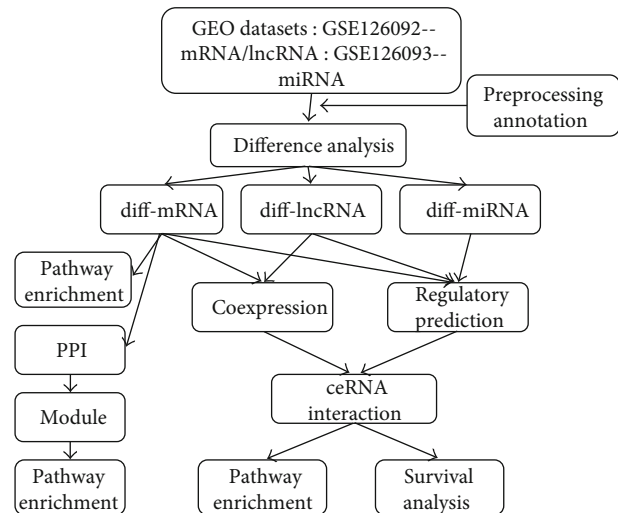 GEO datasets : GSE126092--
mRNA/lncRNA : GSE126093--
miRNA
Preprocessing
annotation
Difference analysis
diff-mRNA
diff-lncRNA
diff-miRNA
Pathway
enrichment
Coexpression
Regulatory
prediction
PPI
ceRNA
interaction
Module
Pathway
enrichment
Pathway
enrichment
Survival
analysis